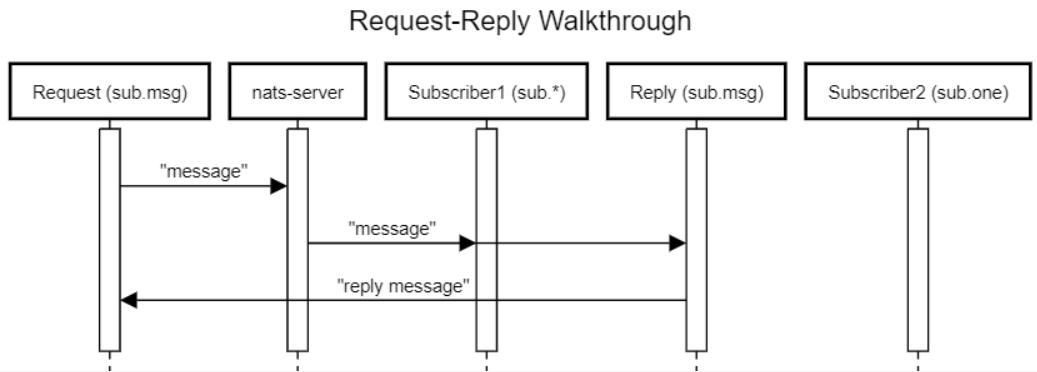 Request-Reply Walkthrough
Request (sub.msg)
nats-server
Subscriber1 (sub.*)
Reply (sub.msg)
Subscriber2 (sub.one)
"message"
"message"
"reply message"